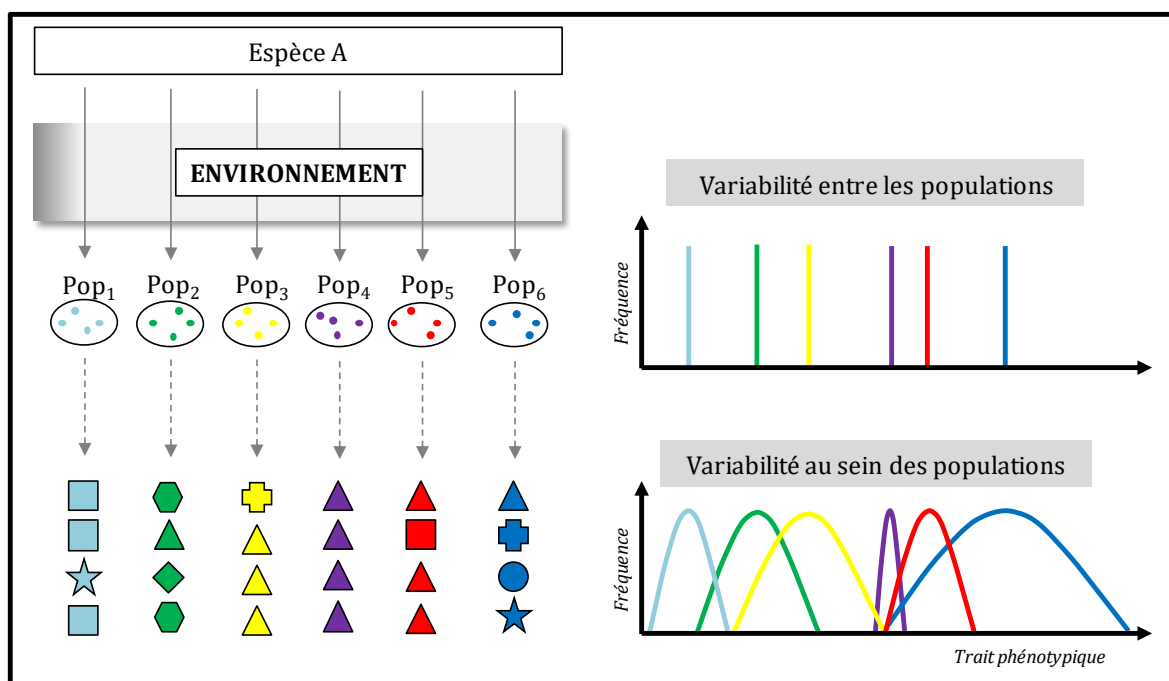 Espèce A
ENVIRONNEMENT
Pop1 Pop2 Pop3 Pop4 Pop5 Pop6
Variabilité entre les populations
Fréquence
Variabilité au sein des populations
Fréquence
Trait phénotypique